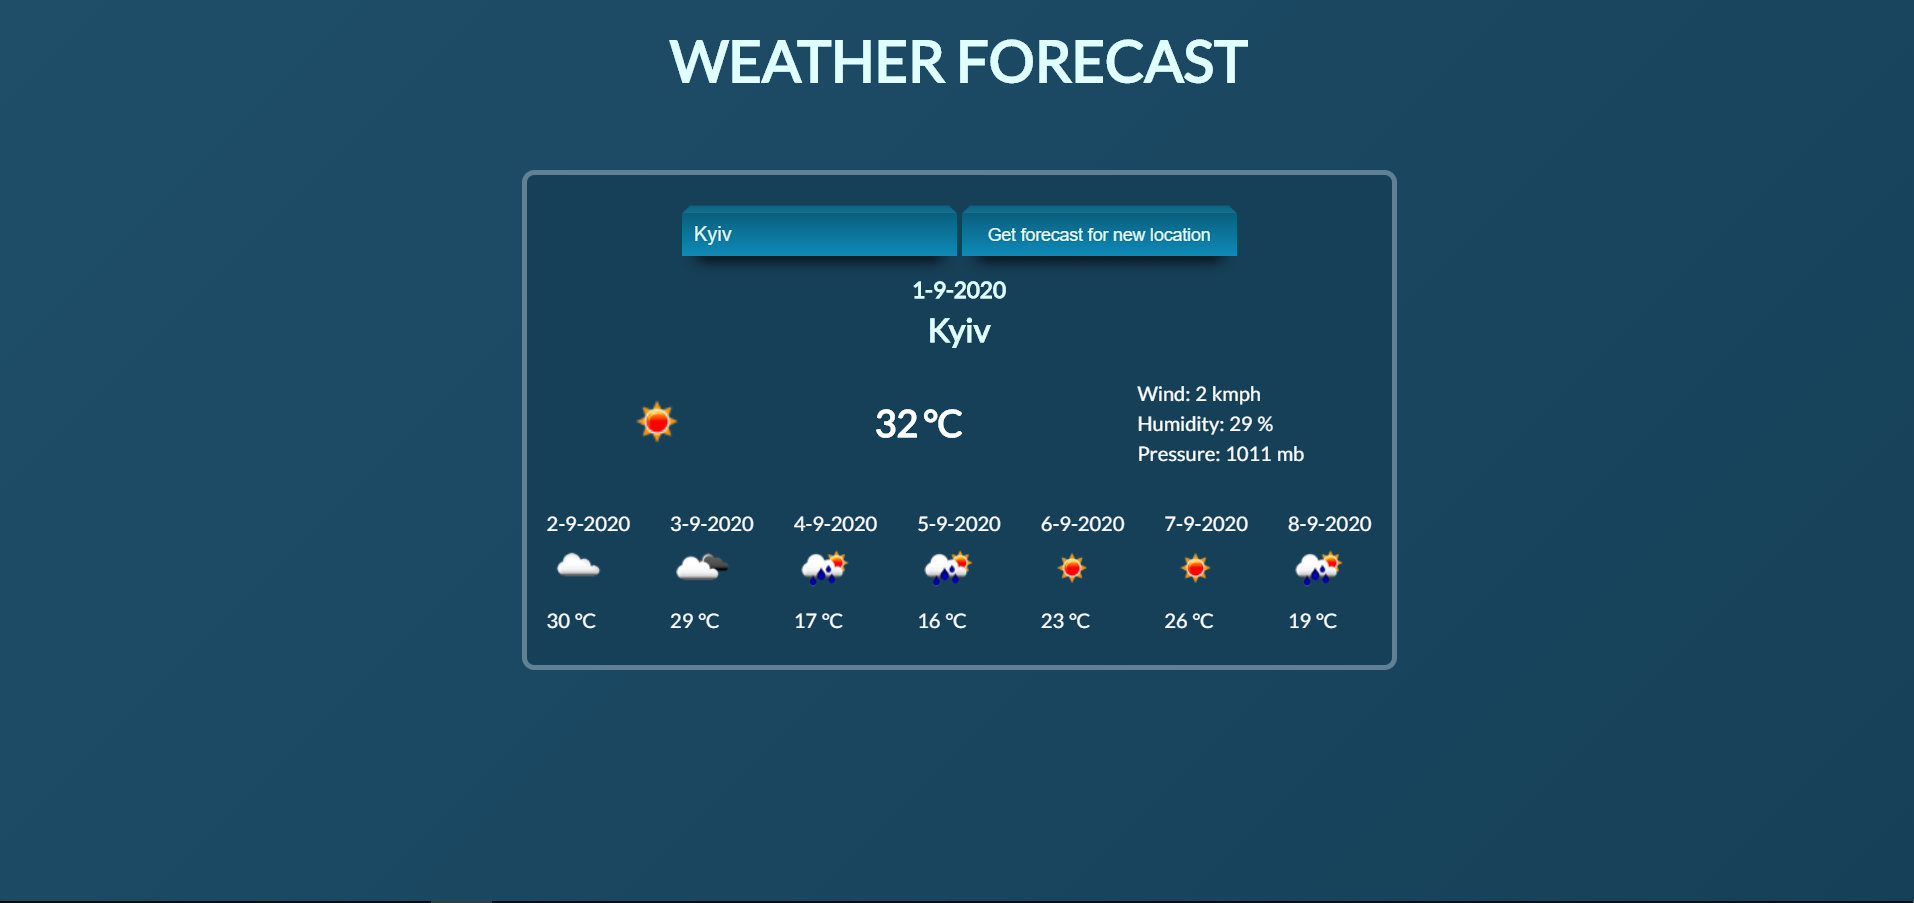 WEATHER FORECAST
Kyiv
Get forecast for new location
1-9-2020
Kyiv
32 °C
Wind: 2 kmph
Humidity: 29 %
Pressure: 1011 mb
2-9-2020 3-9-2020 4-9-2020 5-9-2020 6-9-2020 7-9-2020 8-9-2020
30 °C 29 °C 17 °C 16 °C 23 °C 26 °C 19 °C